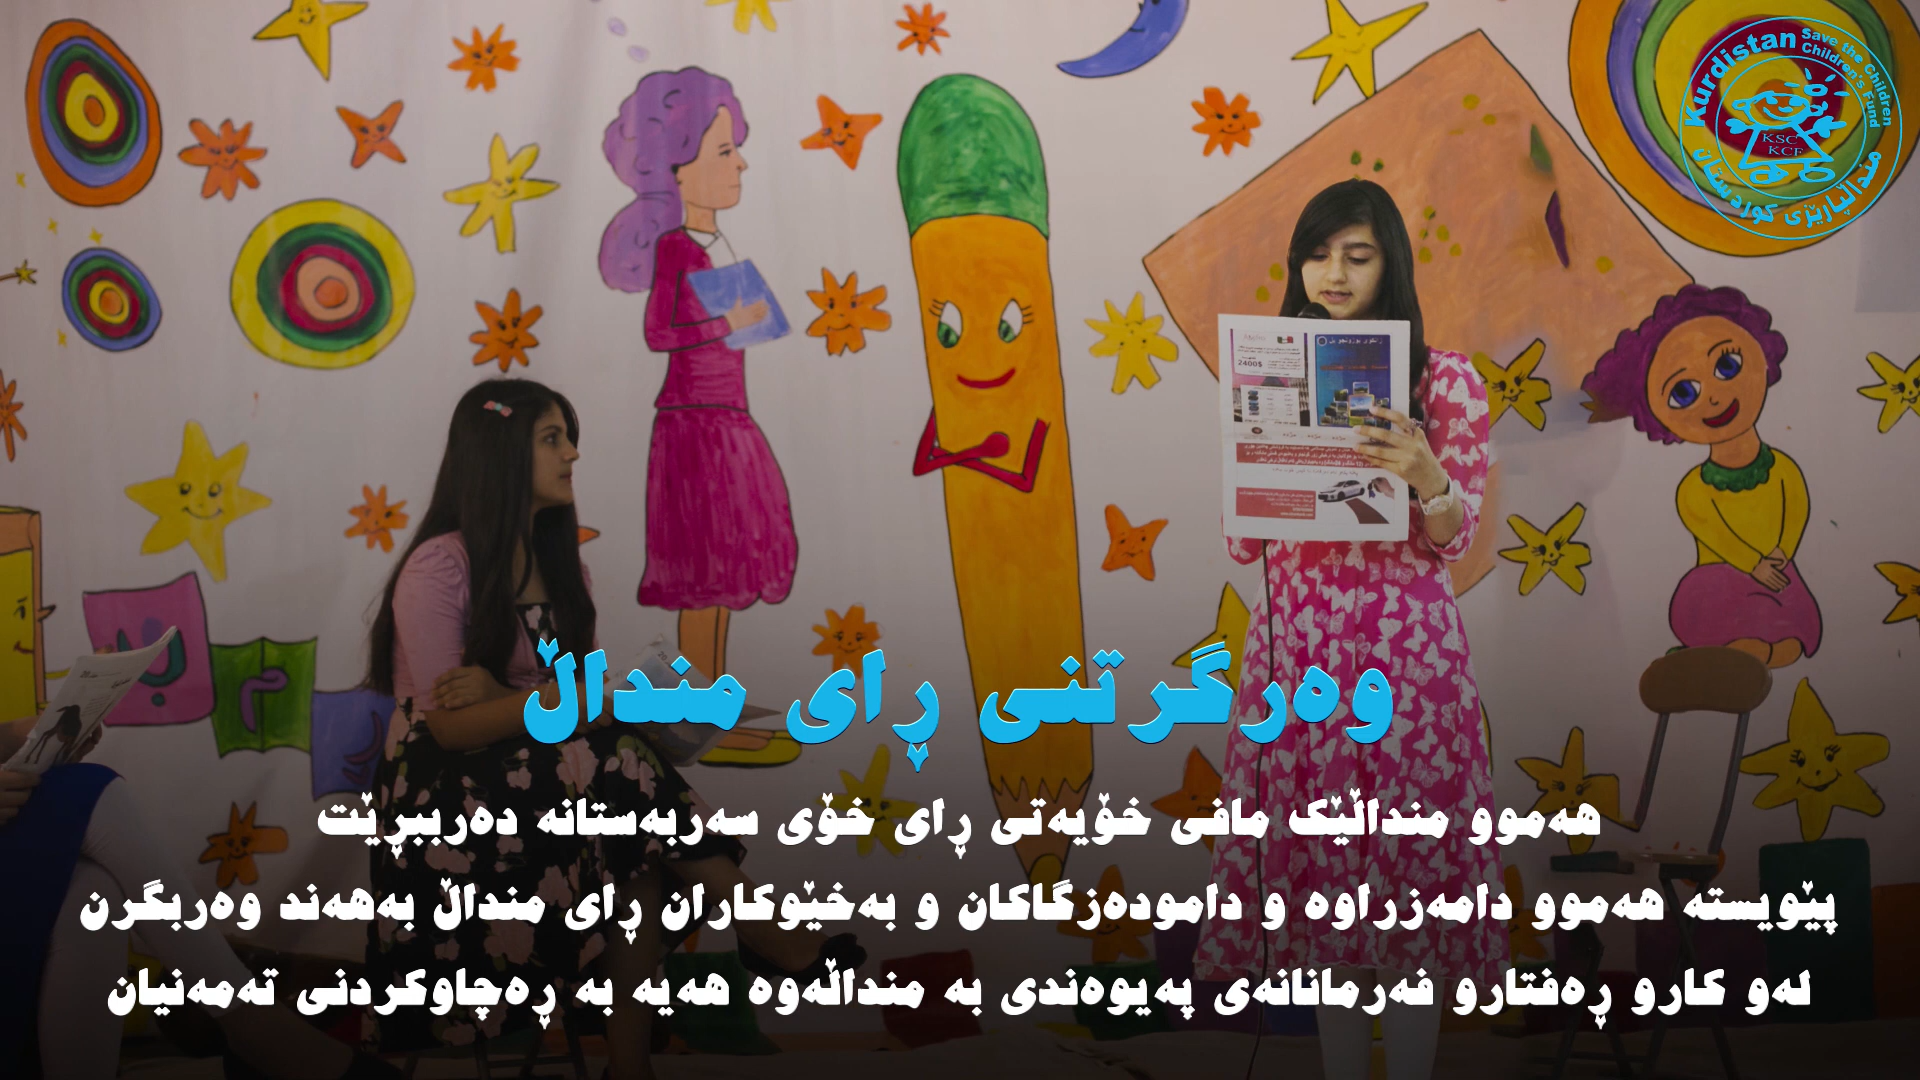 Kurdistan
Save the Children
Children's Fund
KSC
KCF
منداڵپارێزی کوردستان
2400$
وەرگرتنی ڕای منداڵ
هەموو منداڵێک مافی خۆیەتی ڕای خۆی سەربەستانە دەرببڕێت
پێویستە هەموو دامەزراوە و دامودەزگاکان و بەخێوکاران ڕای منداڵ بەهەند وەربگرن
لەو کارو ڕەفتارو فەرمانانەی پەیوەندی بە منداڵەوە هەیە بە ڕەچاوکردنی تەمەنیان